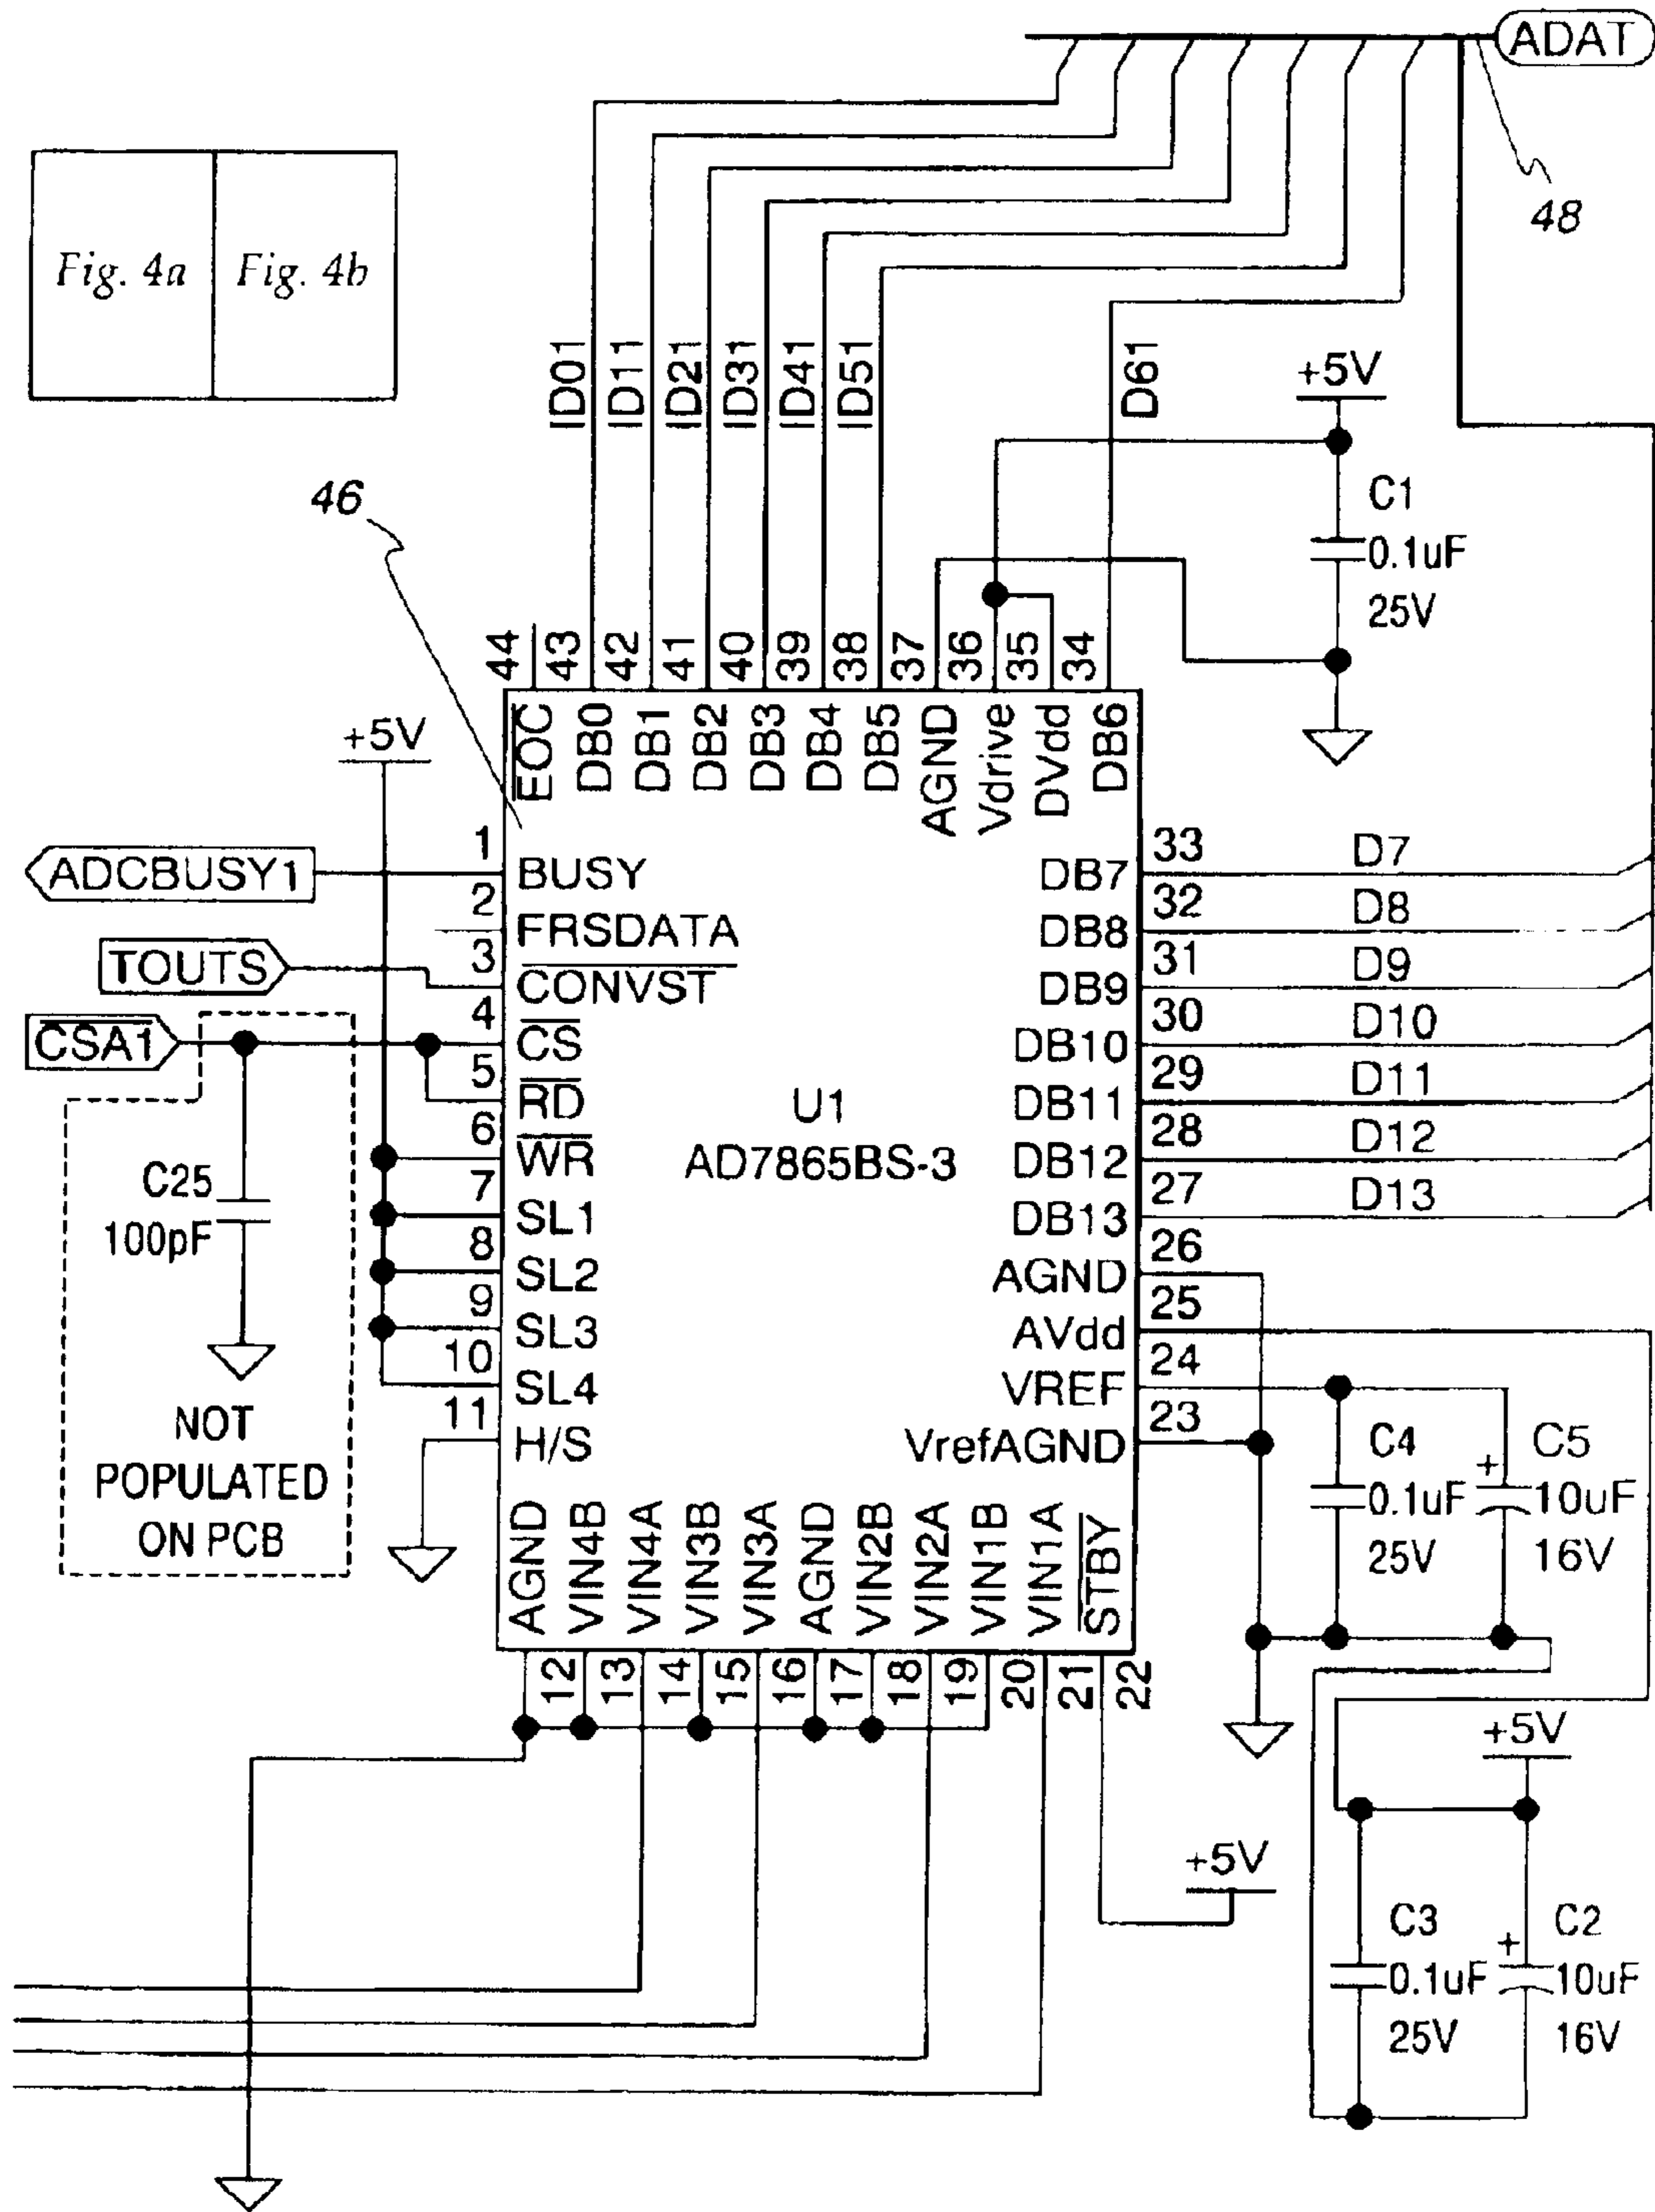 ADAT
48
Fig. 4a
Fig. 4b
ID01
ID11
ID21
ID31
ID41
ID51
D61
+5V
C1
0.1uF
25V
46
44
43
42
41
40
39
38
37
36
35
34
EOC
DB0
DB1
DB2
DB3
DB4
DB5
AGND
Vdrive
DVdd
DB6
+5V
ADCBUSY1
1
BUSY
2
FRSDATA
TOUTS
3
CONVST
CSA1
4
CS
5
RD
6
WR
7
SL1
8
SL2
9
SL3
10
SL4
11
H/S
C25
100pF
NOT
POPULATED
ON PCB
U1
AD7865BS-3
DB7
33
D7
DB8
32
D8
DB9
31
D9
DB10
30
D10
DB11
29
D11
DB12
28
D12
DB13
27
D13
AGND
26
AVdd
25
VREF
24
VrefAGND
23
C4
0.1uF
25V
C5
+
10uF
16V
AGND
VIN4B
VIN4A
VIN3B
VIN3A
AGND
VIN2B
VIN2A
VIN1B
VIN1A
STBY
12
13
14
15
16
17
18
19
20
21
22
+5V
+5V
C3
0.1uF
25V
C2
+
10uF
16V